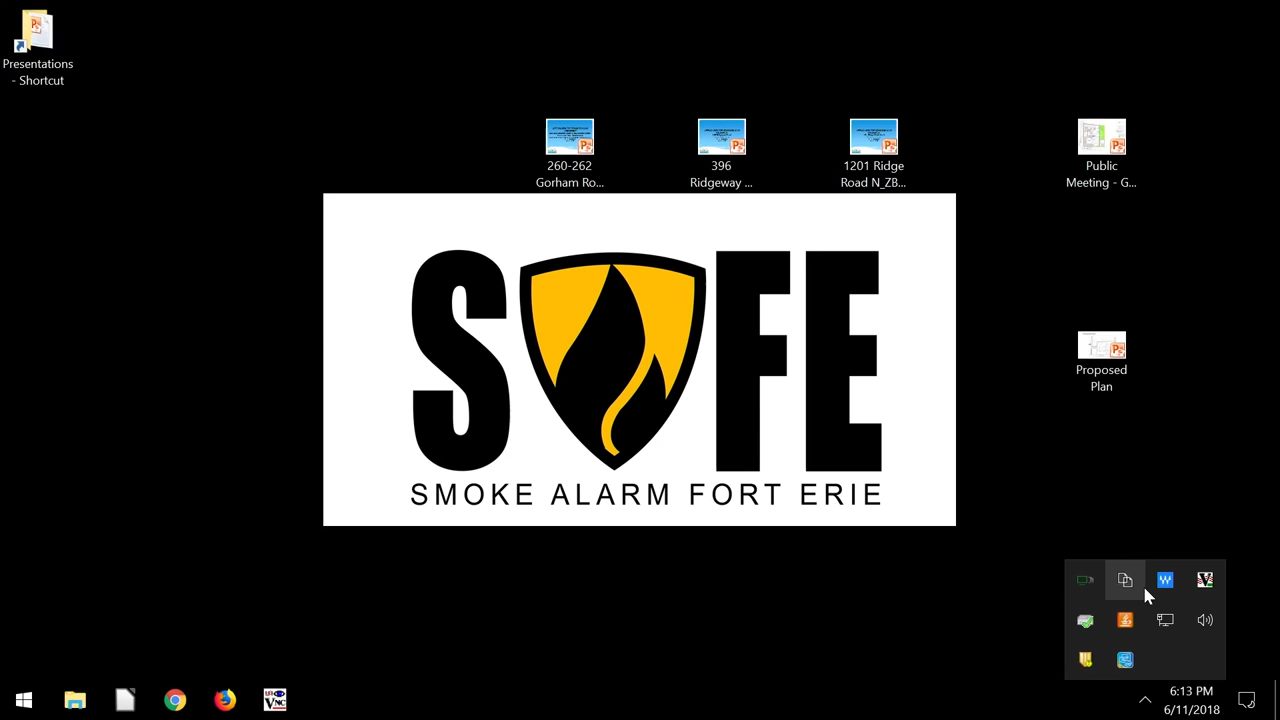 Presentations
- Shortcut
260-262
Gorham Ro...
396
Ridgeway ...
1201 Ridge
Road N_ZB...
Public
Meeting - G...
S FE
SMOKE ALARM FORT ERIE
Proposed
Plan
6:13 PM
6/11/2018